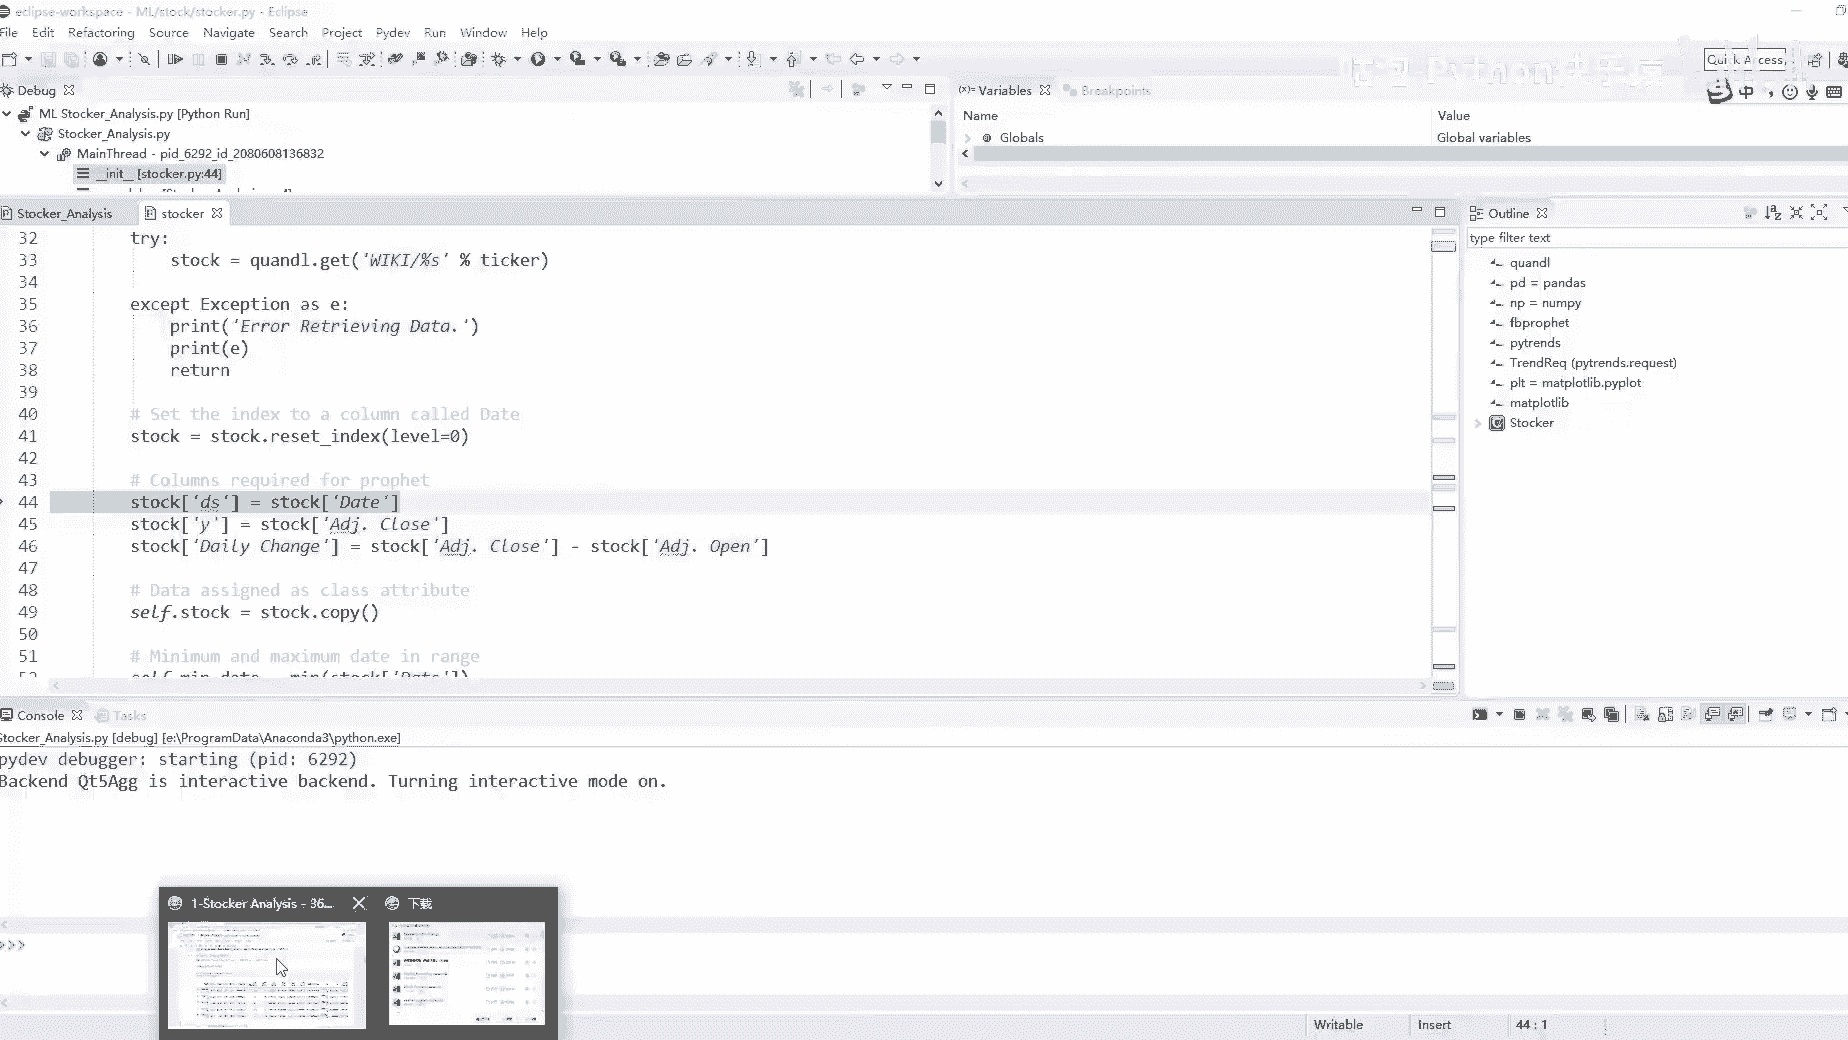 eclipse-workspace - ML/stock/stocker.py - Eclipse
File Edit Refactoring Source Navigate Search Project Pydev Run Window Help
Quick Access
Debug
Variables Breakpoints
ML Stocker_Analysis.py [Python Run]
Stocker_Analysis.py
MainThread - pid_6292_id_2080608136832
__init__ [stocker.py:44]
Name Value
Globals Global variables
Stocker_Analysis stocker
32 try:
33 stock = quandl.get('WIKI/%s' % ticker)
34
35 except Exception as e:
36 print('Error Retrieving Data.')
37 print(e)
38 return
39
40 # Set the index to a column called Date
41 stock = stock.reset_index(level=0)
42
43 # Columns required for prophet
44 stock['ds'] = stock['Date']
45 stock['y'] = stock['Adj. Close']
46 stock['Daily Change'] = stock['Adj. Close'] - stock['Adj. Open']
47
48 # Data assigned as class attribute
49 self.stock = stock.copy()
50
51 # Minimum and maximum date in range
Outline
type filter text
quandl
pd = pandas
np = numpy
fbprophet
pytrends
TrendReq (pytrends.request)
plt = matplotlib.pyplot
matplotlib
Stocker
Console Tasks
Stocker_Analysis.py [debug] [e:\ProgramData\Anaconda3\python.exe]
pydev debugger: starting (pid: 6292)
Backend Qt5Agg is interactive backend. Turning interactive mode on.
1-Stocker Analysis - 36...
下载
>>>
Writable Insert 44 : 1